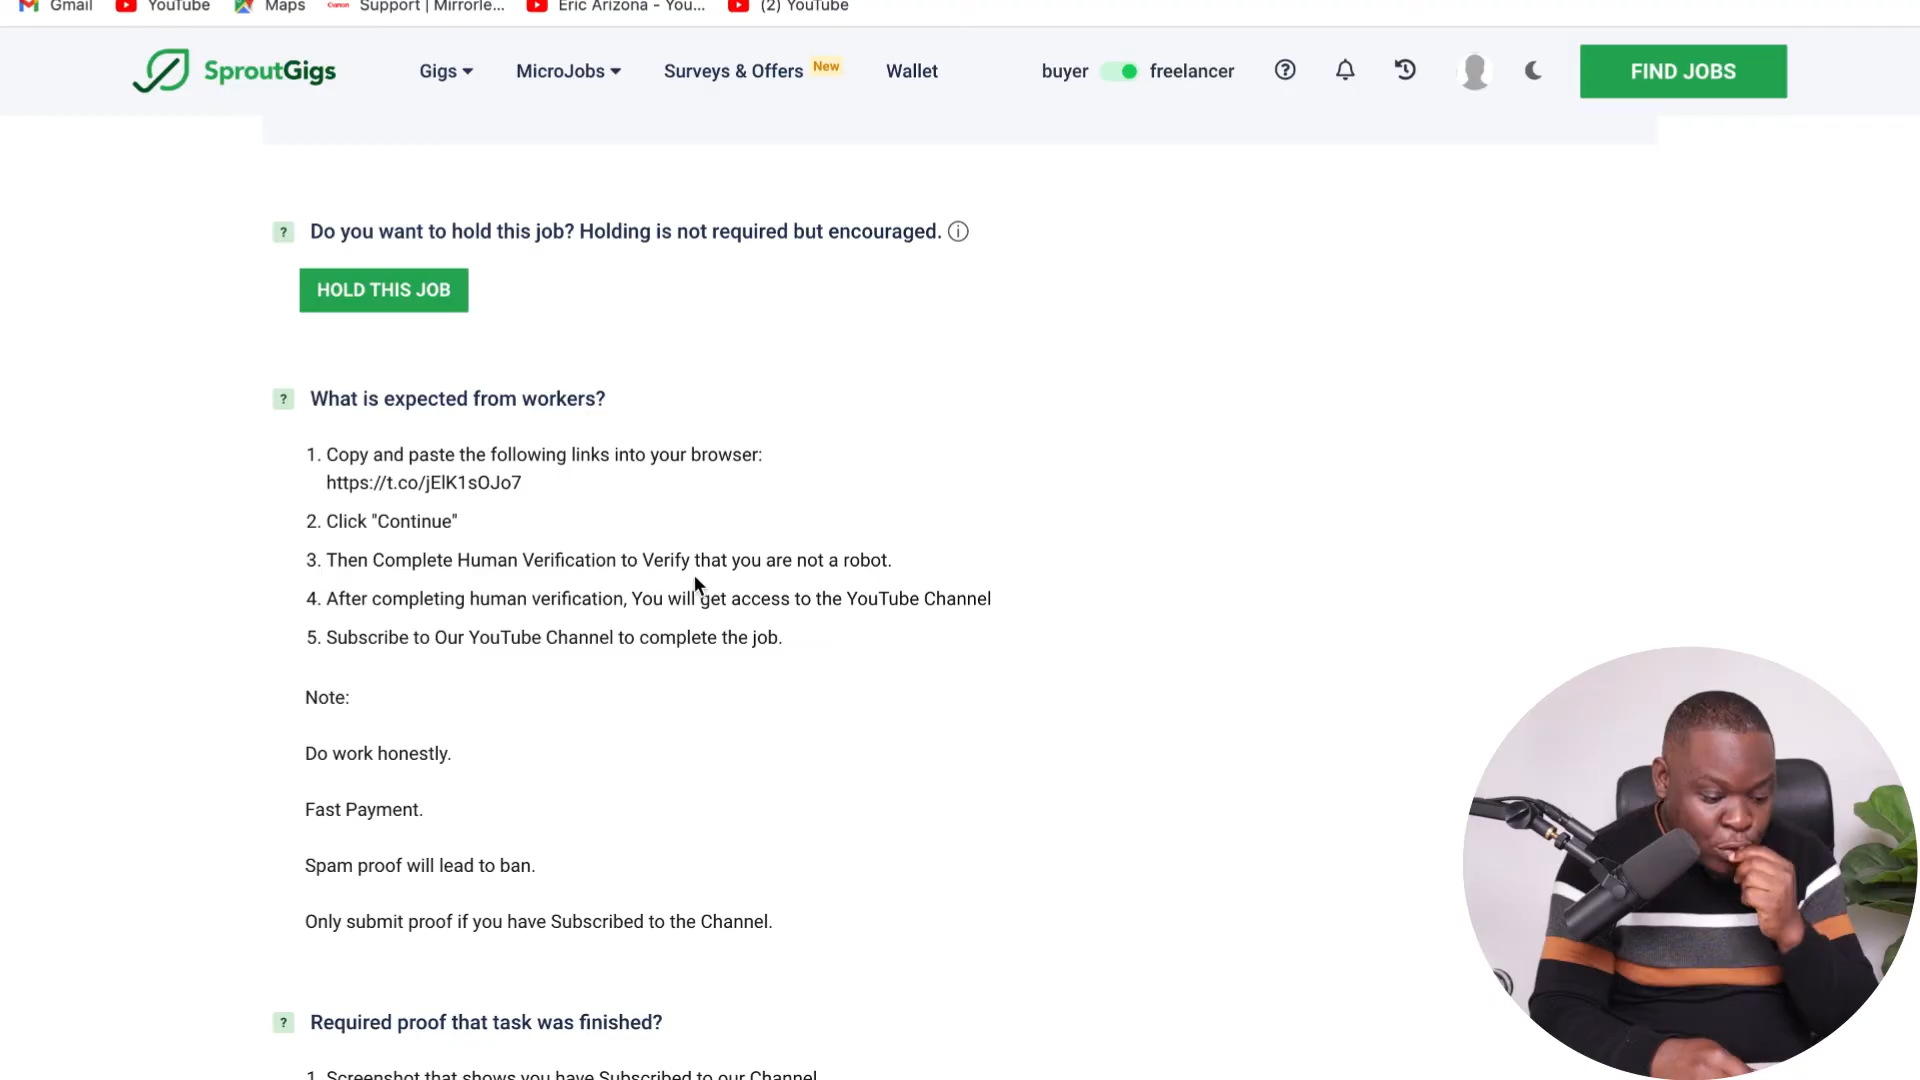 Gmail YouTube Maps Support | Mirrorle... Eric Arizona - You... (2) YouTube
SproutGigs Gigs MicroJobs Surveys & Offers New Wallet buyer freelancer FIND JOBS
? Do you want to hold this job? Holding is not required but encouraged.
HOLD THIS JOB
? What is expected from workers?
1. Copy and paste the following links into your browser:
https://t.co/jElK1sOJo7
2. Click "Continue"
3. Then Complete Human Verification to Verify that you are not a robot.
4. After completing human verification, You will get access to the YouTube Channel
5. Subscribe to Our YouTube Channel to complete the job.
Note:
Do work honestly.
Fast Payment.
Spam proof will lead to ban.
Only submit proof if you have Subscribed to the Channel.
? Required proof that task was finished?
1. Screenshot that shows you have Subscribed to our Channel